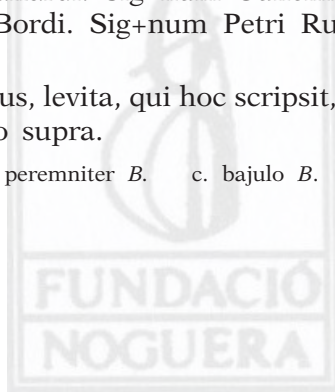 Bordi. Sig+num Petri Ru
us, levita, qui hoc scripsit,
o supra.
peremniter B. c. bajulo B.
FUNDACIÓ
NOGUERA